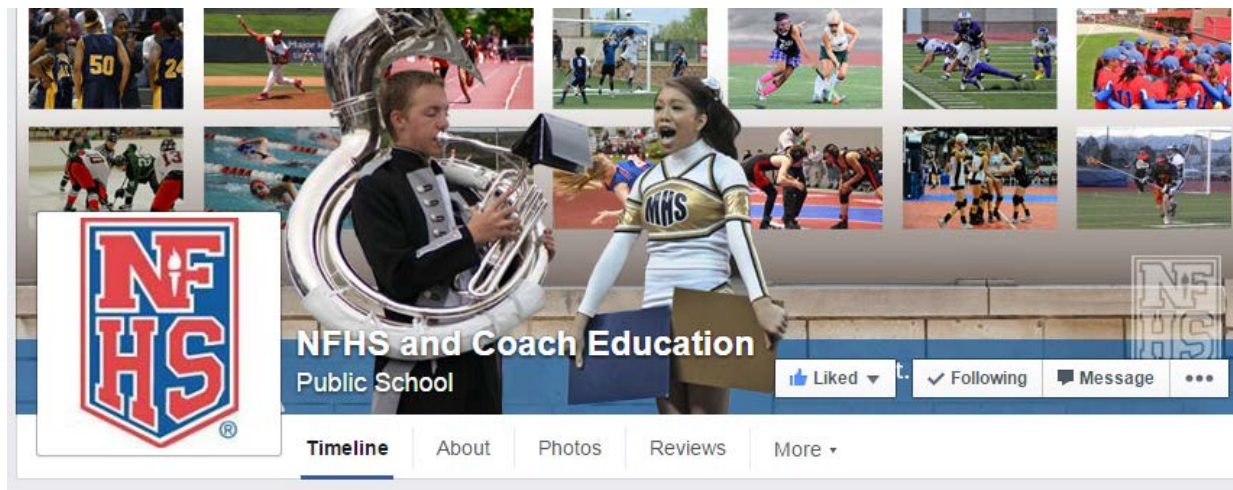 50
24
MHS
NF
HS
®
NF
HS
NFHS and Coach Education
Public School
t.
Liked
Following
Message
Timeline
About
Photos
Reviews
More